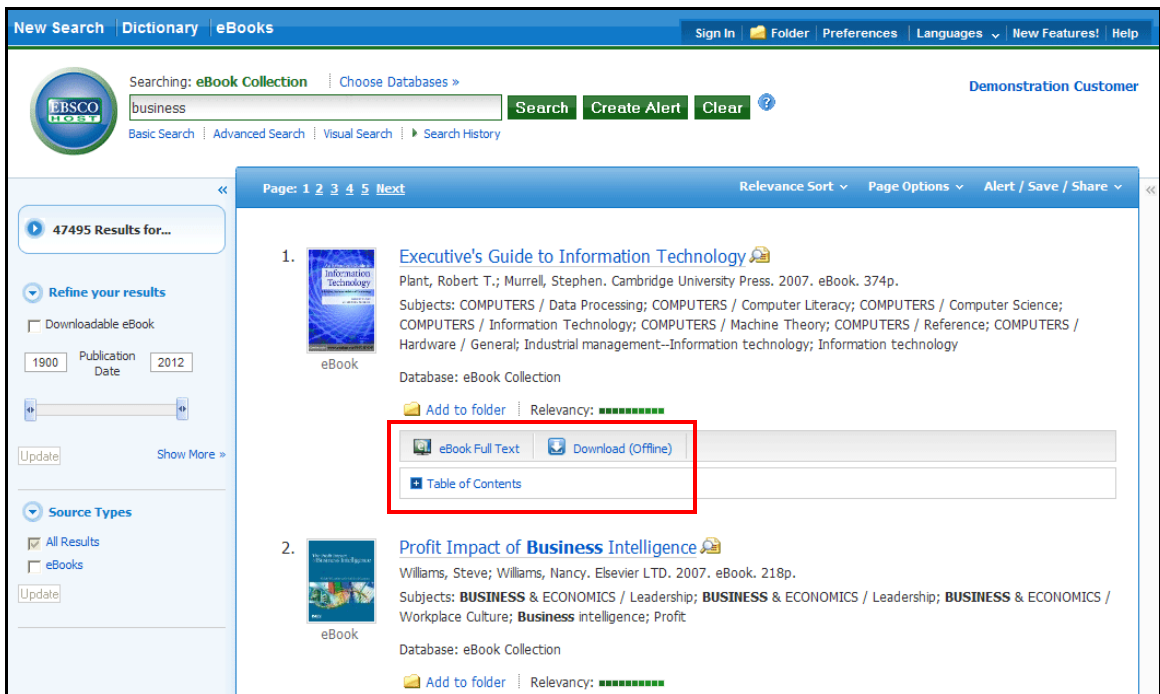 New Search Dictionary eBooks
Sign In Folder Preferences Languages New Features! Help
Searching: eBook Collection Choose Databases »
Demonstration Customer
EBSCO
HOST
business
Search Create Alert Clear ?
Basic Search Advanced Search Visual Search Search History
«
Page: 1 2 3 4 5 Next
Relevance Sort Page Options Alert / Save / Share
«
47495 Results for...
Refine your results
Downloadable eBook
1900 Publication Date 2012
Update Show More »
Source Types
All Results
eBooks
Update
1. Executive's Guide to Information Technology
Information
Technology
eBook
Plant, Robert T.; Murrell, Stephen. Cambridge University Press. 2007. eBook. 374p.
Subjects: COMPUTERS / Data Processing; COMPUTERS / Computer Literacy; COMPUTERS / Computer Science;
COMPUTERS / Information Technology; COMPUTERS / Machine Theory; COMPUTERS / Reference; COMPUTERS /
Hardware / General; Industrial management--Information technology; Information technology
Database: eBook Collection
Add to folder Relevancy:
eBook Full Text Download (Offline)
Table of Contents
2. Profit Impact of Business Intelligence
eBook
Williams, Steve; Williams, Nancy. Elsevier LTD. 2007. eBook. 218p.
Subjects: BUSINESS & ECONOMICS / Leadership; BUSINESS & ECONOMICS / Leadership; BUSINESS & ECONOMICS /
Workplace Culture; Business intelligence; Profit
Database: eBook Collection
Add to folder Relevancy: